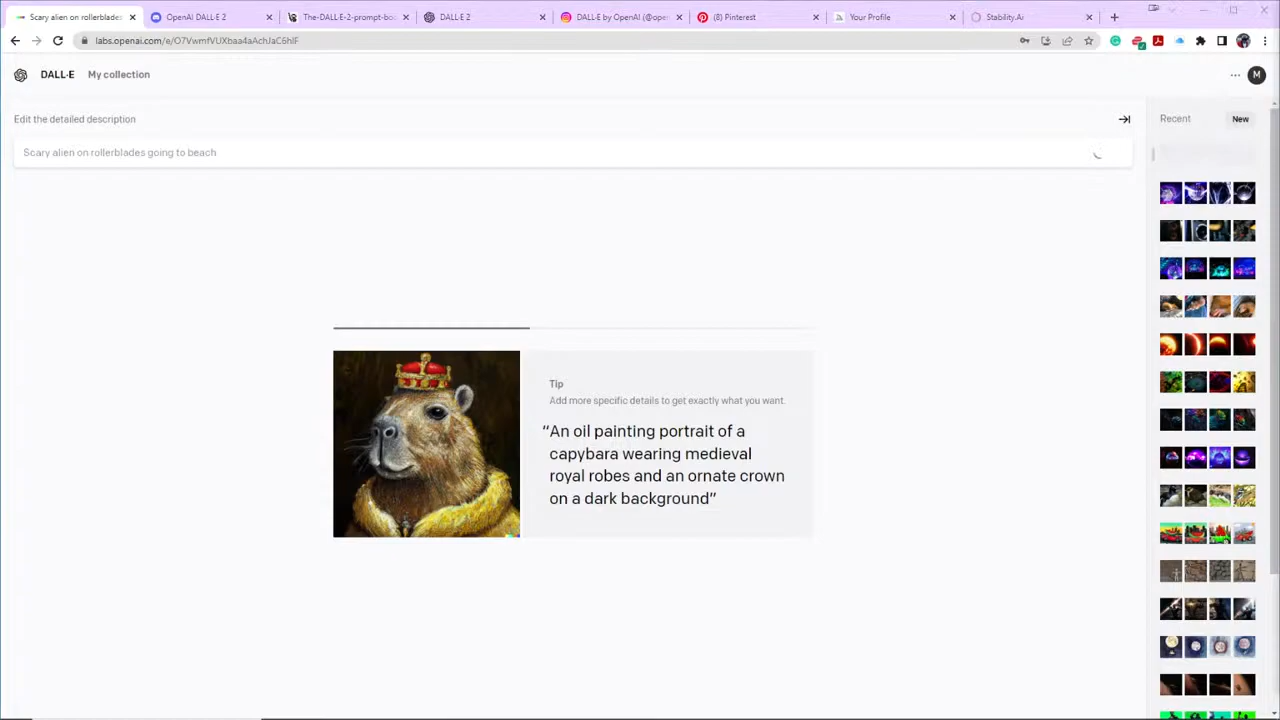 Scary alien on rollerblades
OpenAI DALL·E 2
The-DALL·E-2-prompt-bo
DALL·E 2
DALL·E by OpenAI (@open
(8) Pinterest
Your Profile
Stability.Ai
labs.openai.com/e/O7VwmfVUXbaa4aAchJaC6hIF
DALL·E
My collection
M
Edit the detailed description
Recent
New
Scary alien on rollerblades going to beach
Tip
Add more specific details to get exactly what you want.
“An oil painting portrait of a
capybara wearing medieval
royal robes and an ornate crown
on a dark background”